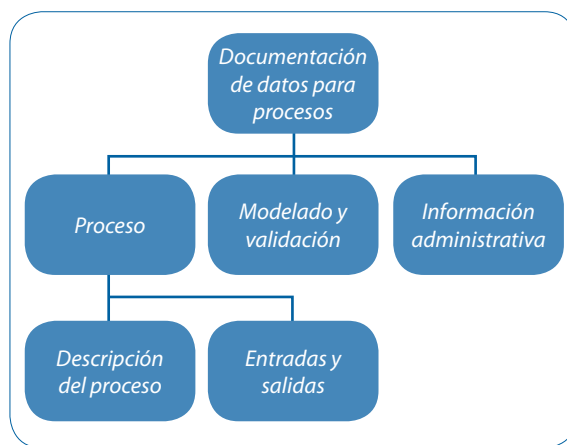 Documentación
de datos para
procesos
Proceso
Modelado y
validación
Información
administrativa
Descripción
del proceso
Entradas y
salidas